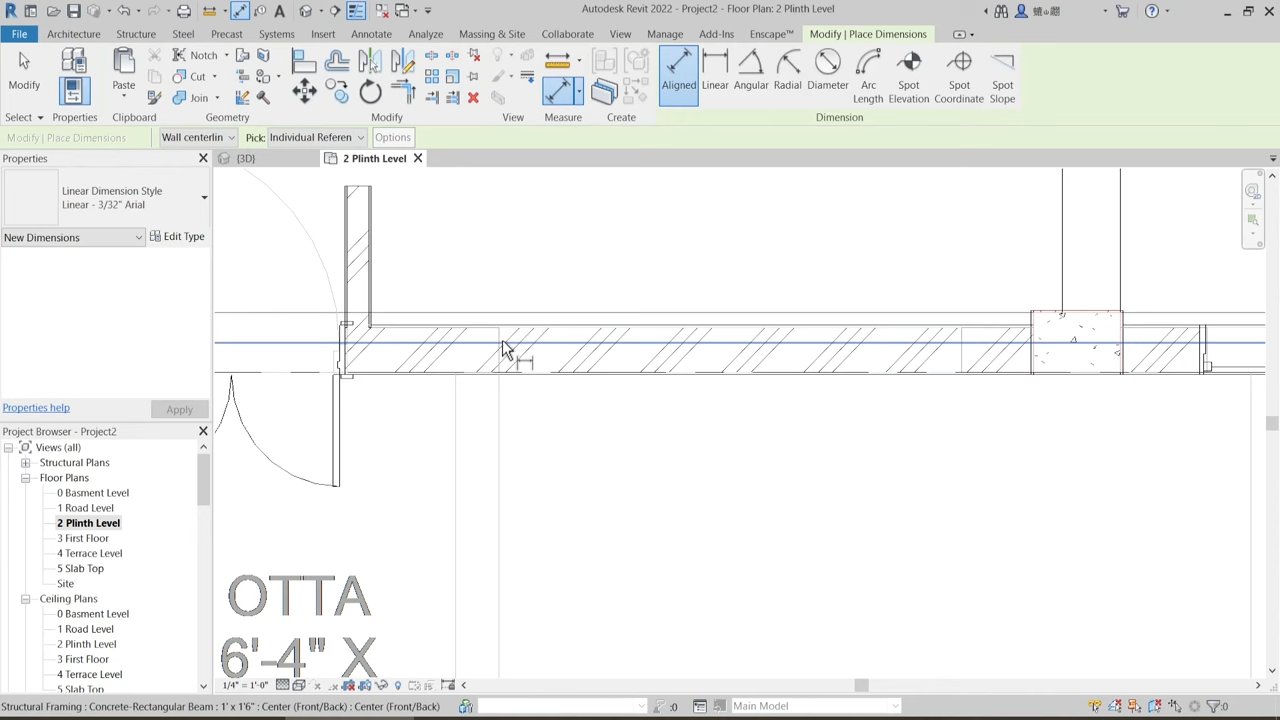 Autodesk Revit 2022 - Project2 - Floor Plan: 2 Plinth Level
File Architecture Structure Steel Precast Systems Insert Annotate Analyze Massing & Site Collaborate View Manage Add-Ins Enscape™ Modify | Place Dimensions
Modify
Properties
Paste
Notch
Cut
Join
Aligned
Linear
Angular
Radial
Diameter
Arc
Length
Spot
Elevation
Spot
Coordinate
Spot
Slope
Select
Properties
Clipboard
Geometry
Modify
View
Measure
Create
Dimension
Modify | Place Dimensions
Wall centerlin
Pick:
Individual Referen
Options
Properties
{3D}
2 Plinth Level
Linear Dimension Style
Linear - 3/32" Arial
New Dimensions
Edit Type
Properties help
Apply
Project Browser - Project2
Views (all)
Structural Plans
Floor Plans
0 Basment Level
1 Road Level
2 Plinth Level
3 First Floor
4 Terrace Level
5 Slab Top
Site
Ceiling Plans
0 Basment Level
1 Road Level
2 Plinth Level
3 First Floor
4 Terrace Level
5 Slab Top
OTTA
6'-4" X
1/4" = 1'-0"
Structural Framing : Concrete-Rectangular Beam : 1' x 1'6" : Center (Front/Back) : Center (Front/Back)
:0
Main Model
:0